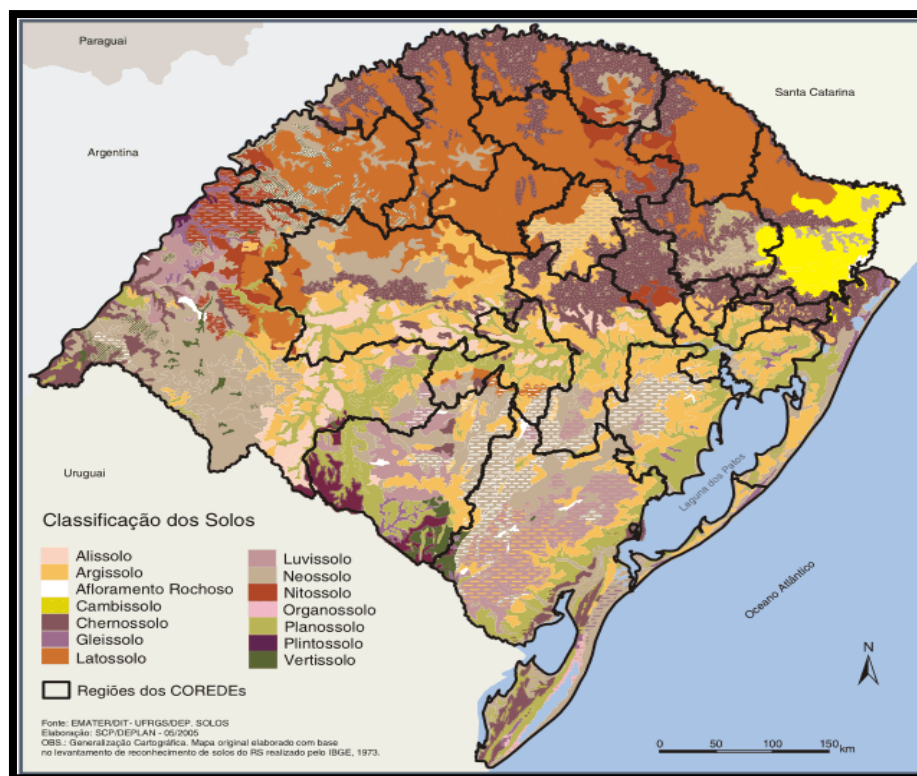 Paraguai
Santa Catarina
Argentina
Uruguai
Laguna dos Patos
Oceano Atlântico
Classificação dos Solos
Alissolo
Argissolo
Afloramento Rochoso
Cambissolo
Chernossolo
Gleissolo
Latossolo
Luvissolo
Neossolo
Nitossolo
Organossolo
Planossolo
Plintossolo
Vertissolo
Regiões dos COREDEs
Fonte: EMATER/DIT- UFRGS/DEP. SOLOS
Elaboração: SCP/DEPLAN - 05/2005
OBS.: Generalização Cartográfica. Mapa original elaborado com base
no levantamento de reconhecimento de solos do RS realizado pelo IBGE, 1973.
N
0 50 100 150 km